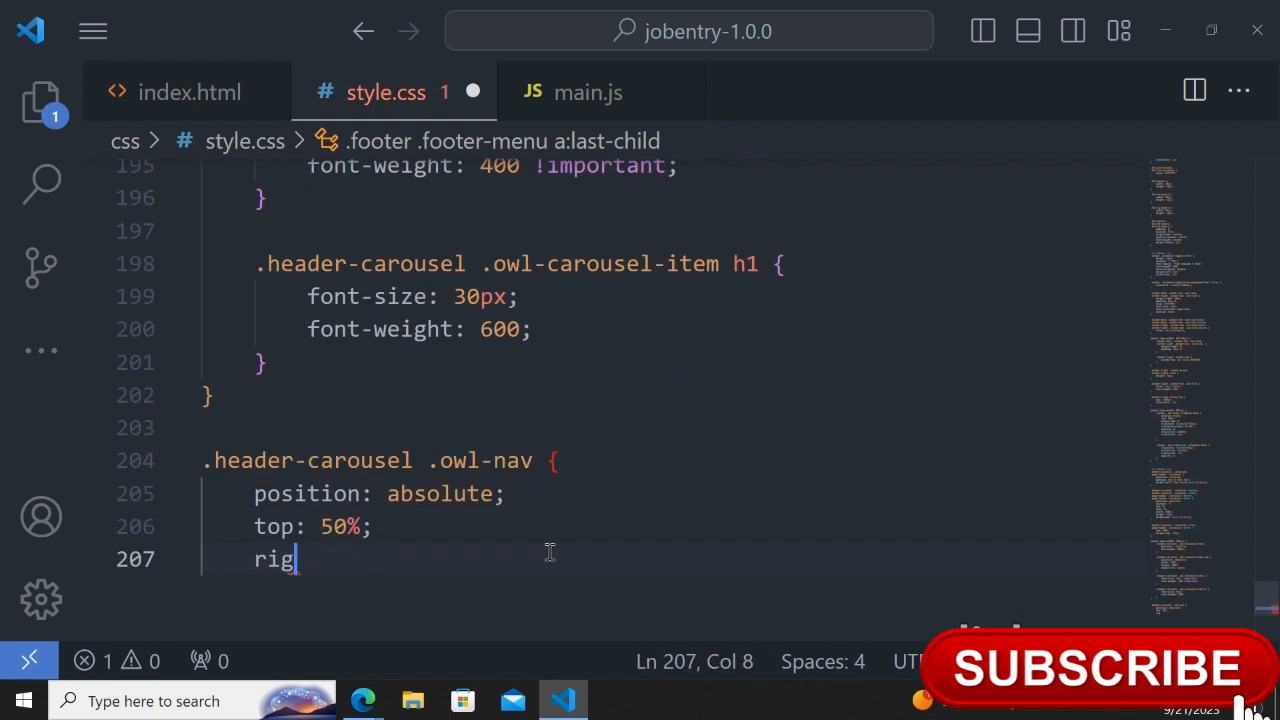 jobentry-1.0.0
index.html
# style.css 1
JS main.js
css > # style.css > .footer .footer-menu a:last-child
1
195 font-weight: 400 !important;
196 }
197
198 .header-carousel .owl-carousel-item h1 {
199 font-size: 30px;
200 font-weight: 600;
201 }
202 }
203
204 .header-carousel .owl-nav {
205 position: absolute;
206 top: 50%;
207 rig
1 0 0
Ln 207, Col 8
Spaces: 4
SUBSCRIBE
Type here to search
9/21/2023